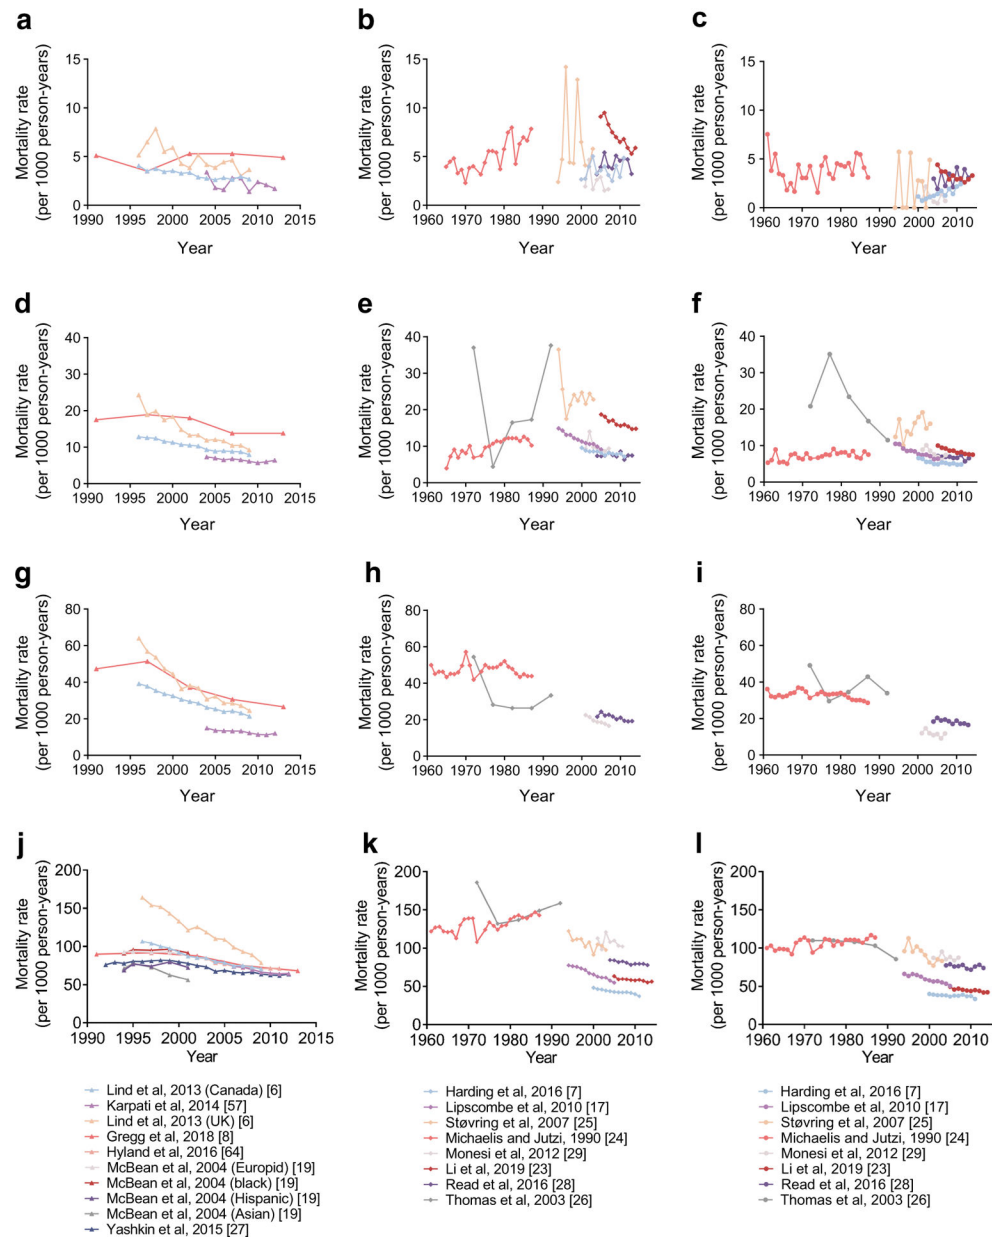 a
b
c
Mortality rate
(per 1000 person-years)
15
10
5
0
1990 1995 2000 2005 2010 2015
Year
Mortality rate
(per 1000 person-years)
15
10
5
0
1960 1970 1980 1990 2000 2010
Year
Mortality rate
(per 1000 person-years)
15
10
5
0
1960 1970 1980 1990 2000 2010
Year
d
e
f
Mortality rate
(per 1000 person-years)
40
30
20
10
0
1990 1995 2000 2005 2010 2015
Year
Mortality rate
(per 1000 person-years)
40
30
20
10
0
1960 1970 1980 1990 2000 2010
Year
Mortality rate
(per 1000 person-years)
40
30
20
10
0
1960 1970 1980 1990 2000 2010
Year
g
h
i
Mortality rate
(per 1000 person-years)
80
60
40
20
0
1990 1995 2000 2005 2010 2015
Year
Mortality rate
(per 1000 person-years)
80
60
40
20
0
1960 1970 1980 1990 2000 2010
Year
Mortality rate
(per 1000 person-years)
80
60
40
20
0
1960 1970 1980 1990 2000 2010
Year
j
k
l
Mortality rate
(per 1000 person-years)
200
150
100
50
0
1990 1995 2000 2005 2010 2015
Year
Mortality rate
(per 1000 person-years)
200
150
100
50
0
1960 1970 1980 1990 2000 2010
Year
Mortality rate
(per 1000 person-years)
200
150
100
50
0
1960 1970 1980 1990 2000 2010
Year
Lind et al, 2013 (Canada) [6]
Karpati et al, 2014 [57]
Lind et al, 2013 (UK) [6]
Gregg et al, 2018 [8]
Hyland et al, 2016 [64]
McBean et al, 2004 (Europid) [19]
McBean et al, 2004 (black) [19]
McBean et al, 2004 (Hispanic) [19]
McBean et al, 2004 (Asian) [19]
Yashkin et al, 2015 [27]
Harding et al, 2016 [7]
Lipscombe et al, 2010 [17]
Støvring et al, 2007 [25]
Michaelis and Jutzi, 1990 [24]
Monesi et al, 2012 [29]
Li et al, 2019 [23]
Read et al, 2016 [28]
Thomas et al, 2003 [26]
Harding et al, 2016 [7]
Lipscombe et al, 2010 [17]
Støvring et al, 2007 [25]
Michaelis and Jutzi, 1990 [24]
Monesi et al, 2012 [29]
Li et al, 2019 [23]
Read et al, 2016 [28]
Thomas et al, 2003 [26]